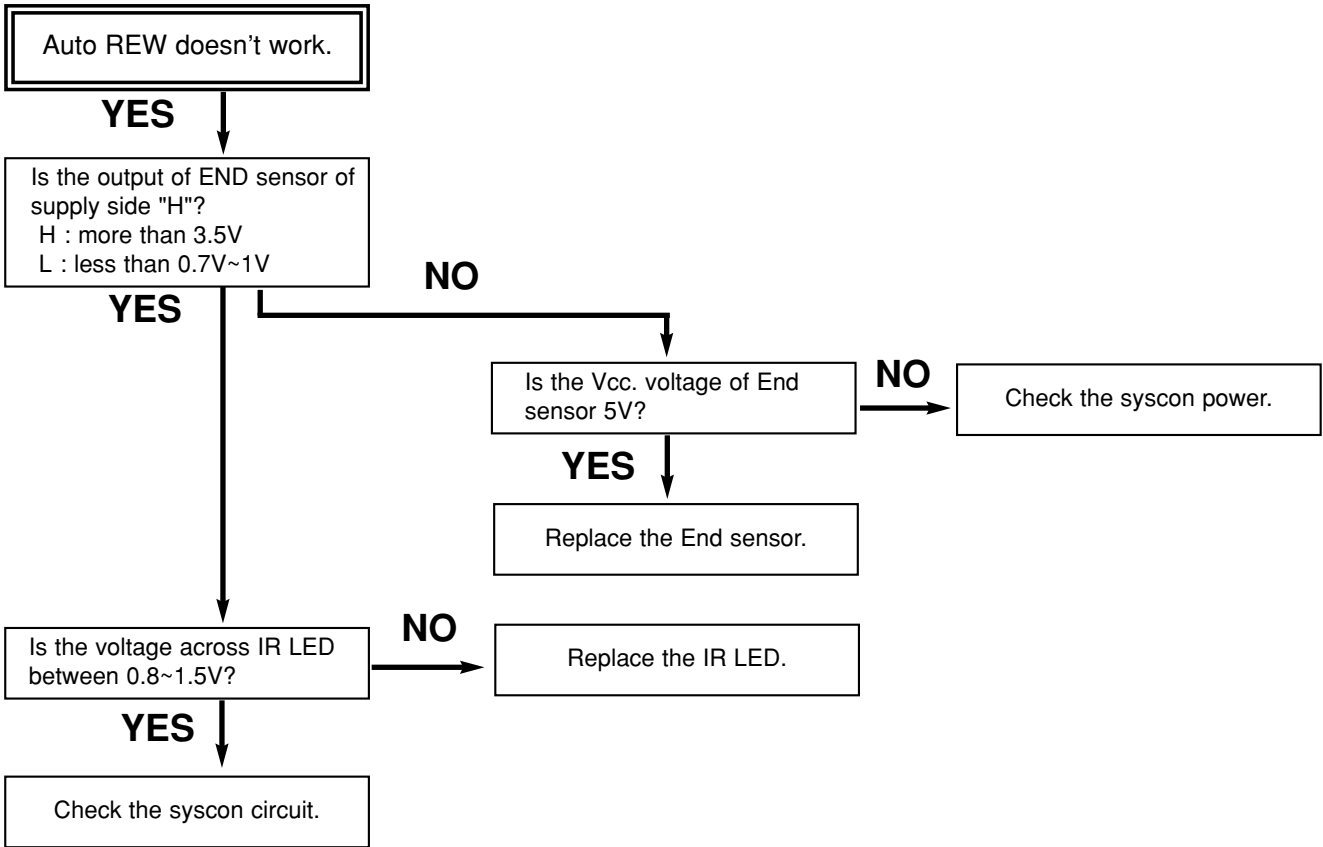 Auto REW doesn't work.
YES
Is the output of END sensor of
supply side "H"?
H : more than 3.5V
L : less than 0.7V~1V
YES
NO
Is the Vcc. voltage of End
sensor 5V?
NO
Check the syscon power.
YES
Replace the End sensor.
Is the voltage across IR LED
between 0.8~1.5V?
NO
Replace the IR LED.
YES
Check the syscon circuit.